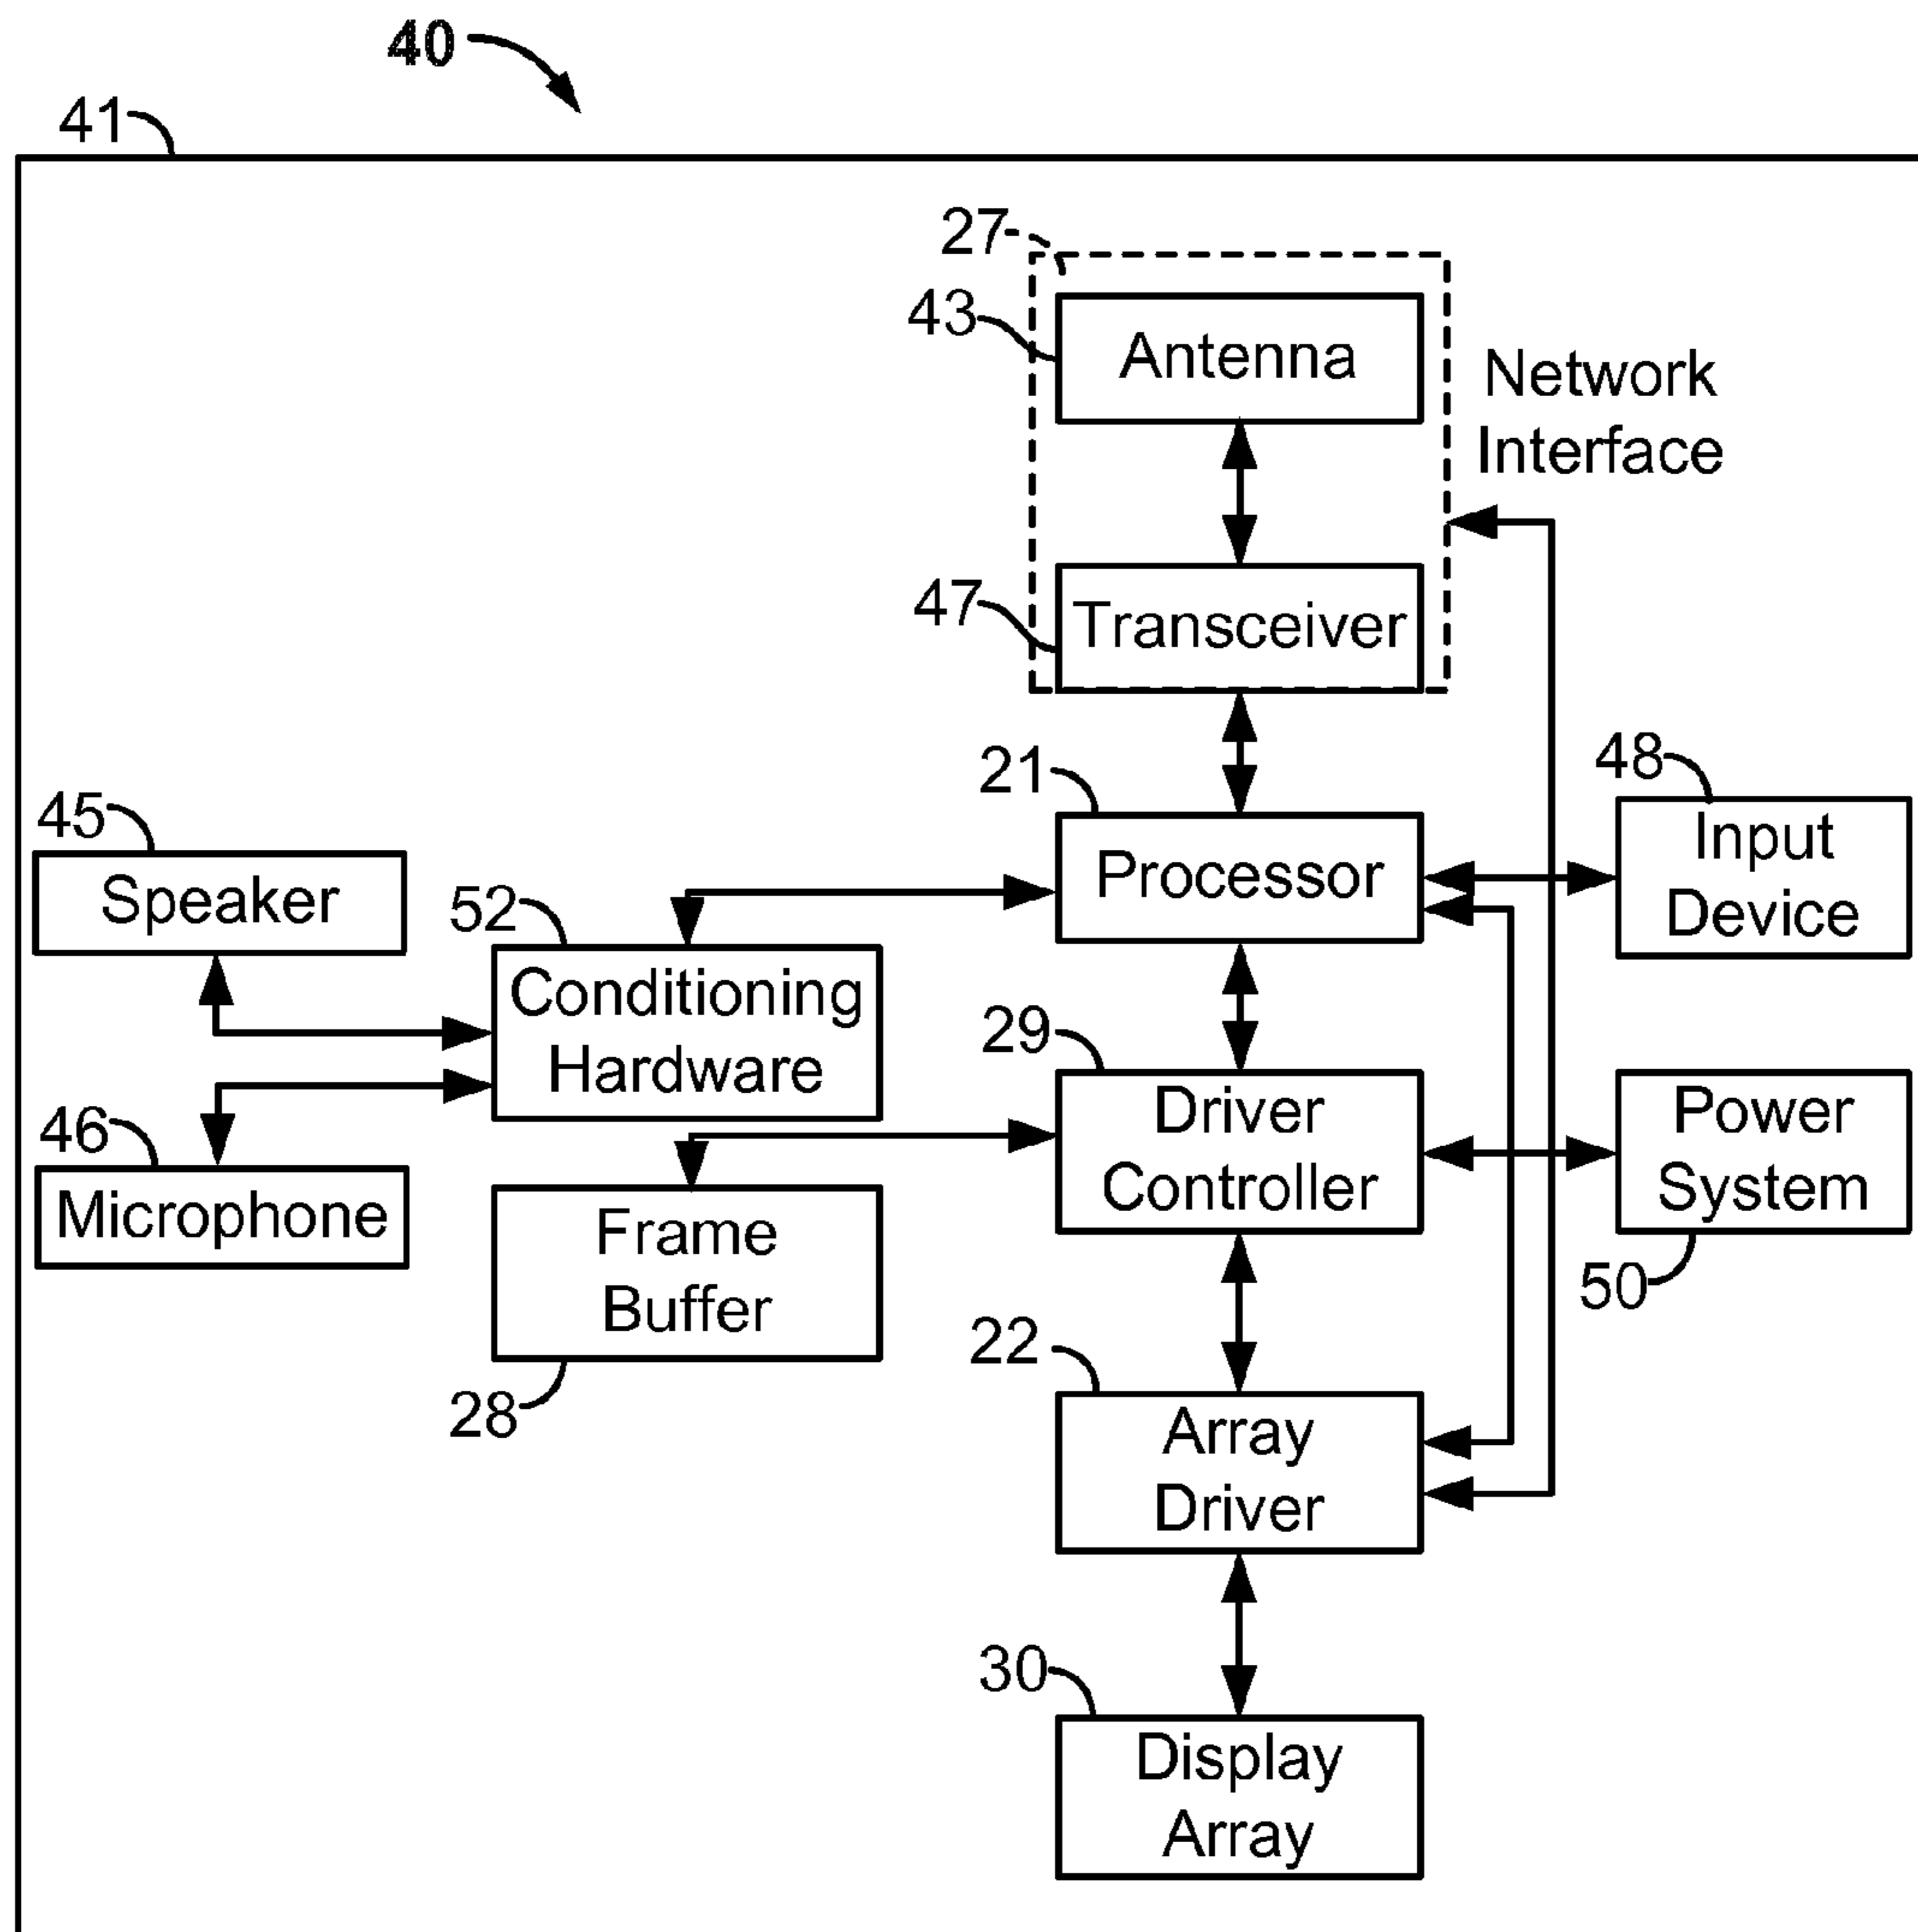 40
41
27
43
Antenna
Network
Interface
47
Transceiver
21
48
45
Processor
Input
Device
Speaker
52
Conditioning
Hardware
29
46
Driver
Controller
Power
System
Microphone
Frame
Buffer
50
22
28
Array
Driver
30
Display
Array